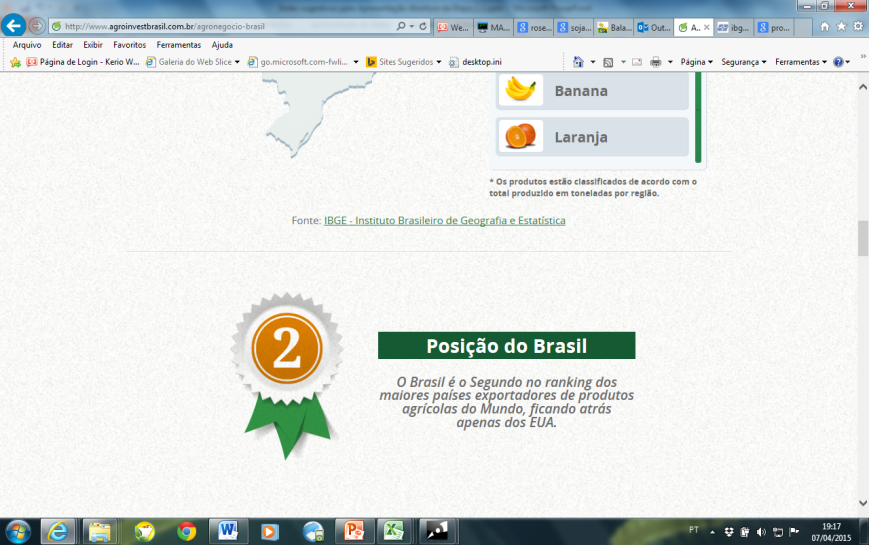 http://www.agroinvestbrasil.com.br/agronegocio-brasil
We...
MA...
rose...
soja...
Bala...
Out...
A...
ibg...
pro...
Arquivo Editar Exibir Favoritos Ferramentas Ajuda
Página de Login - Kerio W... Galeria do Web Slice go.microsoft.com-fwli... Sites Sugeridos desktop.ini Página Segurança Ferramentas
Banana
Laranja
* Os produtos estão classificados de acordo com o
total produzido em toneladas por região.
Fonte: IBGE - Instituto Brasileiro de Geografia e Estatística
2
Posição do Brasil
O Brasil é o Segundo no ranking dos
maiores países exportadores de produtos
agrícolas do Mundo, ficando atrás
apenas dos EUA.
PT
19:17
07/04/2015